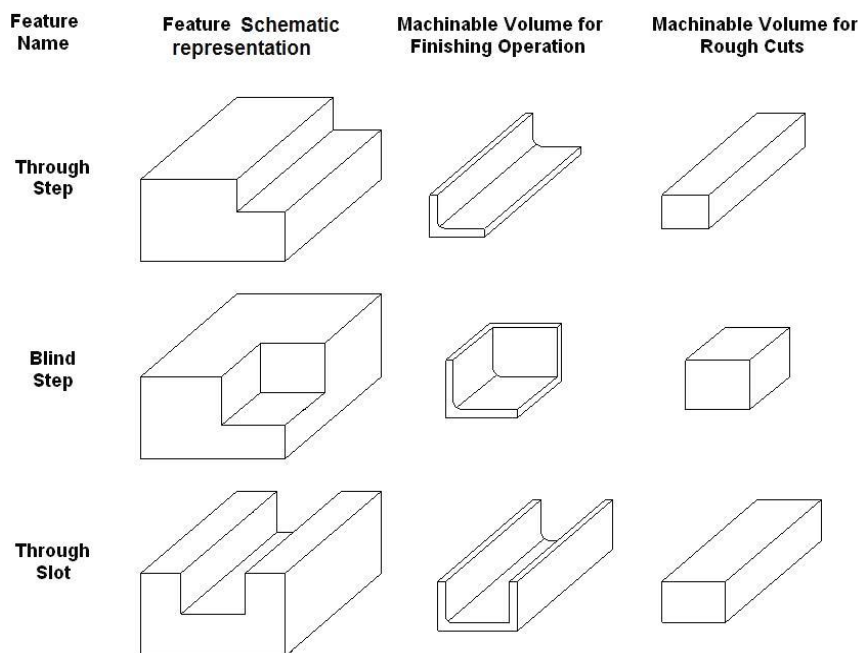 Feature
Name
Feature Schematic
representation
Machinable Volume for
Finishing Operation
Machinable Volume for
Rough Cuts
Through
Step
Blind
Step
Through
Slot